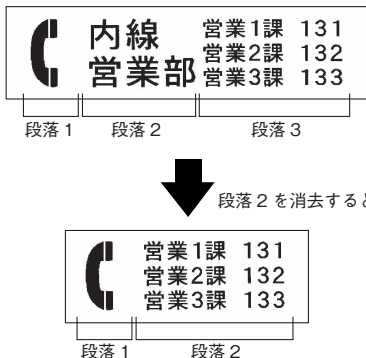 内線
営業部
営業1課 131
営業2課 132
営業3課 133
段落1 段落2 段落3
段落2を消去すると
営業1課 131
営業2課 132
営業3課 133
段落1 段落2